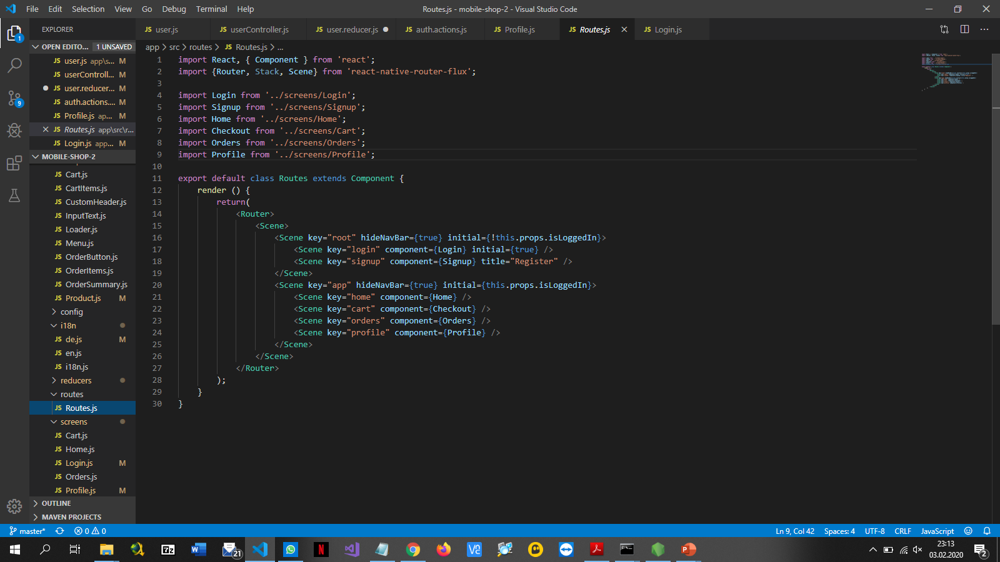 File Edit Selection View Go Debug Terminal Help
Routes.js - mobile-shop-2 - Visual Studio Code
EXPLORER
JS user.js
JS userController.js
JS user.reducer.js
JS auth.actions.js
JS Profile.js
JS Routes.js
JS Login.js
OPEN EDITO... 1 UNSAVED
JS user.js app\s... M
JS userControll... M
JS user.reducer... M
JS auth.actions.... M
JS Profile.js ap... M
JS Routes.js app\src\r...
JS Login.js app... M
MOBILE-SHOP-2
JS Cart.js
JS CartItems.js
JS CustomHeader.js
JS InputText.js
JS Loader.js
JS Menu.js
JS OrderButton.js
JS OrderItems.js
JS OrderSummary.js
JS Product.js M
config
i18n
JS de.js M
JS en.js
JS i18n.js
reducers
routes
JS Routes.js
screens
JS Cart.js
JS Home.js
JS Login.js M
JS Orders.js
JS Profile.js M
OUTLINE
MAVEN PROJECTS
1
9
app > src > routes > JS Routes.js > ...
1 import React, { Component } from 'react';
2 import {Router, Stack, Scene} from 'react-native-router-flux';
3
4 import Login from '../screens/Login';
5 import Signup from '../screens/Signup';
6 import Home from '../screens/Home';
7 import Checkout from '../screens/Cart';
8 import Orders from '../screens/Orders';
9 import Profile from '../screens/Profile';
10
11 export default class Routes extends Component {
12 render () {
13 return(
14 <Router>
15 <Scene>
16 <Scene key="root" hideNavBar={true} initial={!this.props.isLoggedIn}>
17 <Scene key="login" component={Login} initial={true} />
18 <Scene key="signup" component={Signup} title="Register" />
19 </Scene>
20 <Scene key="app" hideNavBar={true} initial={this.props.isLoggedIn}>
21 <Scene key="home" component={Home} />
22 <Scene key="cart" component={Checkout} />
23 <Scene key="orders" component={Orders} />
24 <Scene key="profile" component={Profile} />
25 </Scene>
26 </Scene>
27 </Router>
28 );
29 }
30 }
master* 0 0
Ln 9, Col 42 Spaces: 4 UTF-8 CRLF JavaScript
7z
W
21
N
V2
P
23:13
03.02.2020
2